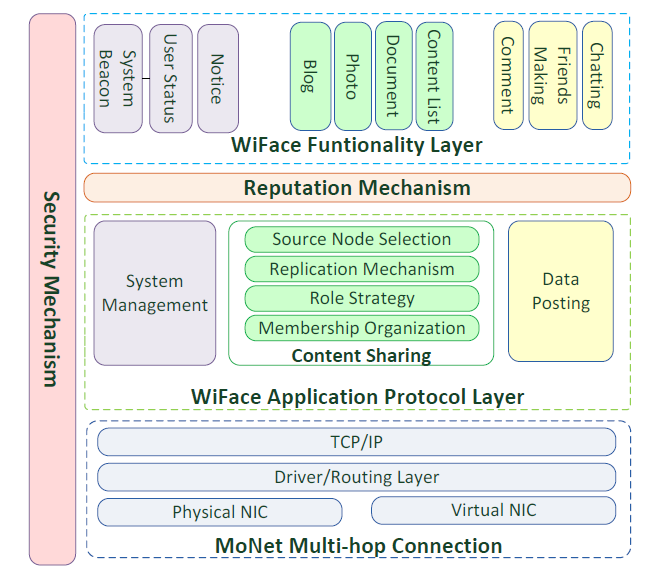 Security Mechanism
System
Beacon
User Status
Notice
Blog
Photo
Document
Content List
Comment
Friends
Making
Chatting
WiFace Funtionality Layer
Reputation Mechanism
System
Management
Source Node Selection
Replication Mechanism
Role Strategy
Membership Organization
Content Sharing
Data
Posting
WiFace Application Protocol Layer
TCP/IP
Driver/Routing Layer
Physical NIC
Virtual NIC
MoNet Multi-hop Connection